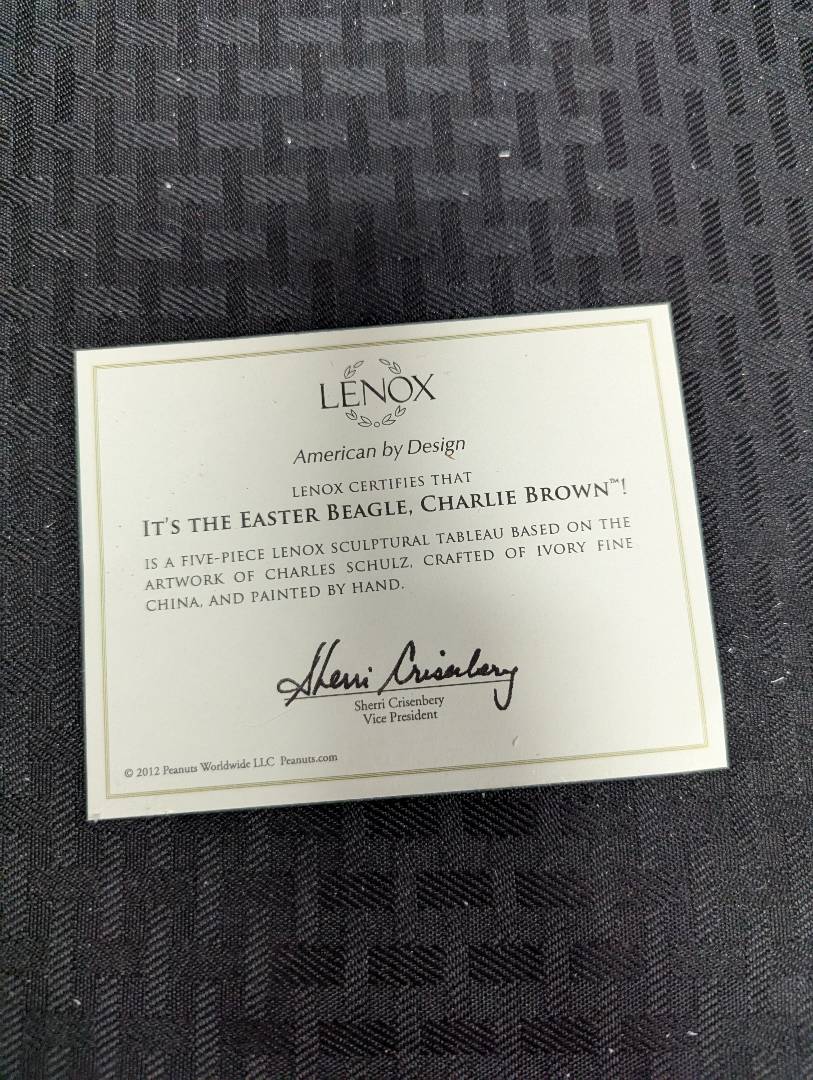 LENOX
American by Design
LENOX CERTIFIES THAT
IT'S THE EASTER BEAGLE, CHARLIE BROWN™!
IS A FIVE-PIECE LENOX SCULPTURAL TABLEAU BASED ON THE
ARTWORK OF CHARLES SCHULZ, CRAFTED OF IVORY FINE
CHINA, AND PAINTED BY HAND.
Sherri Crisenbery
Sherri Crisenbery
Vice President
© 2012 Peanuts Worldwide LLC Peanuts.com